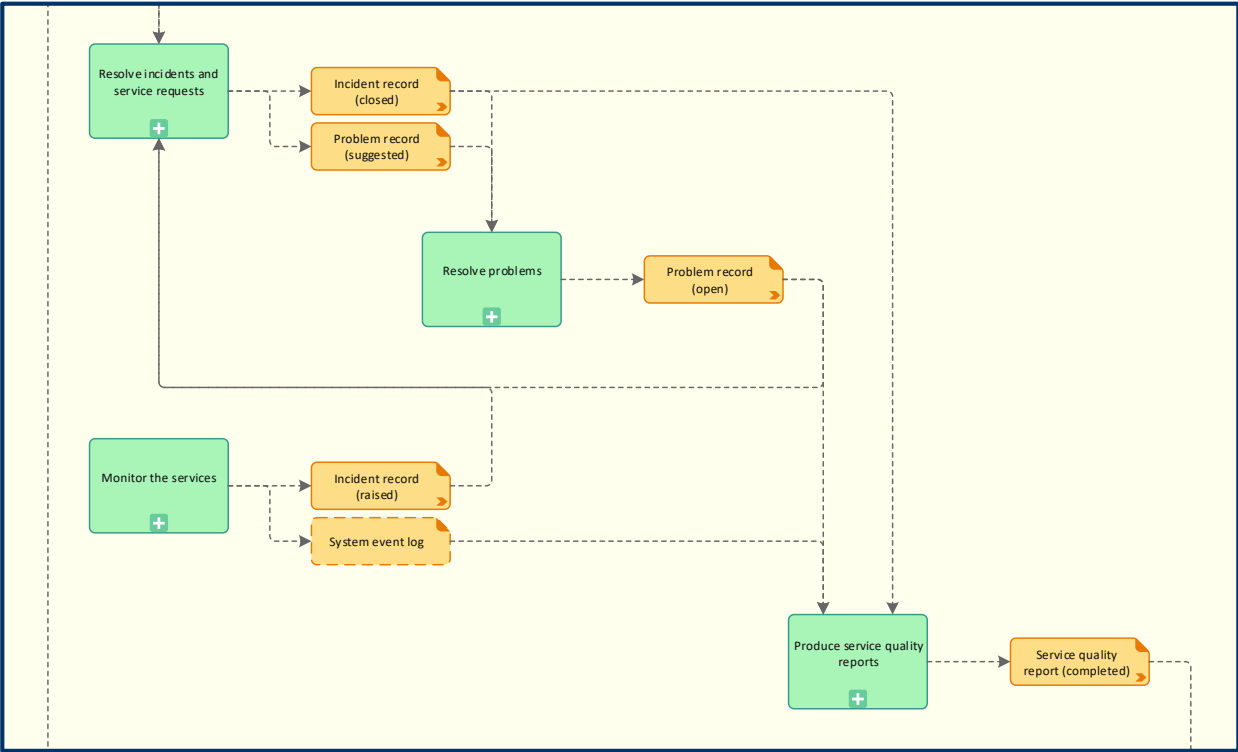 Resolve incidents and
service requests
Incident record
(closed)
Problem record
(suggested)
Resolve problems
Problem record
(open)
Monitor the services
Incident record
(raised)
System event log
Produce service quality
reports
Service quality
report (completed)